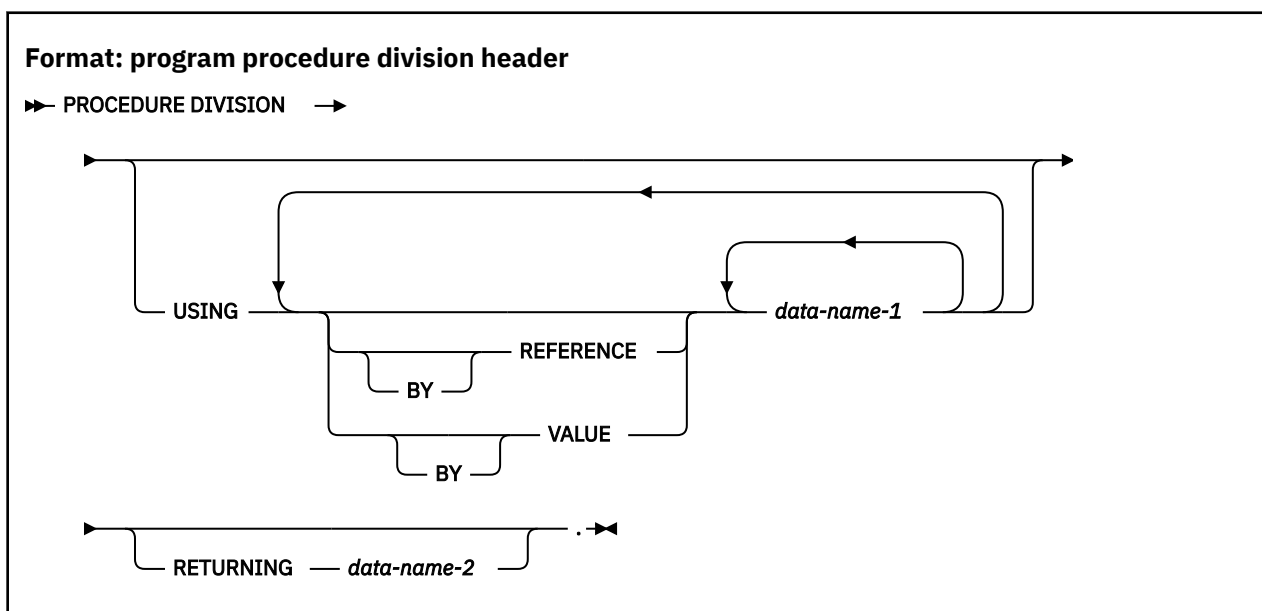 Format: program procedure division header
PROCEDURE DIVISION
USING data-name-1
REFERENCE
BY
VALUE
BY
.
RETURNING data-name-2